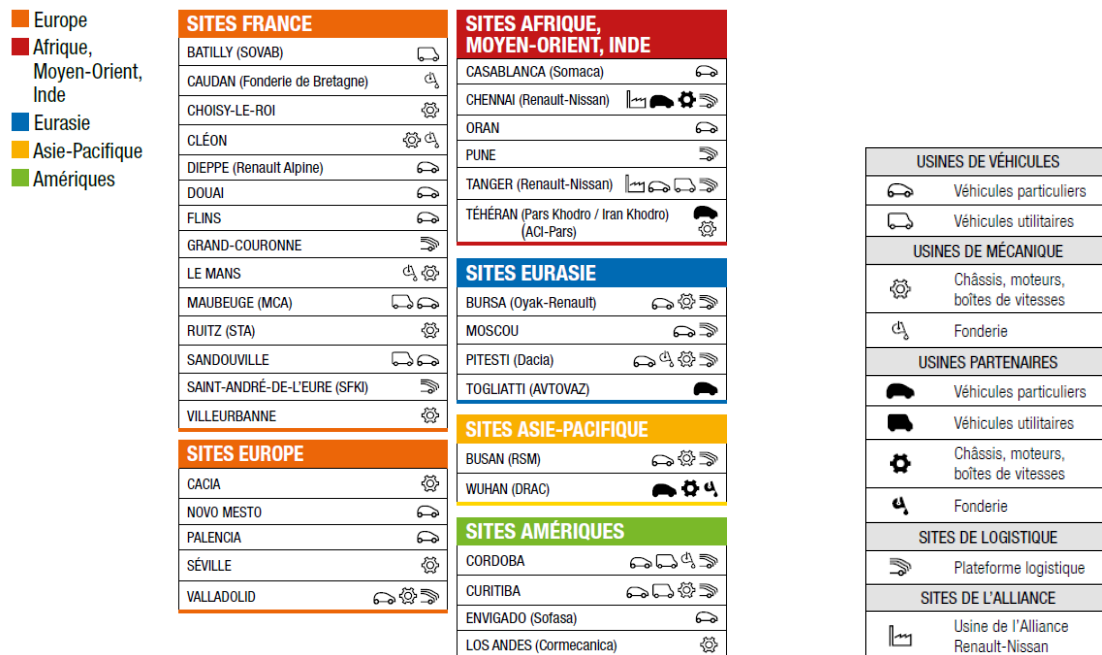 Europe
Afrique,
Moyen-Orient,
Inde
Eurasie
Asie-Pacifique
Amériques
SITES FRANCE
BATILLY (SOVAB)
CAUDAN (Fonderie de Bretagne)
CHOISY-LE-ROI
CLÉON
DIEPPE (Renault Alpine)
DOUAI
FLINS
GRAND-COURONNE
LE MANS
MAUBEUGE (MCA)
RUITZ (STA)
SANDOUVILLE
SAINT-ANDRÉ-DE-L'EURE (SFKI)
VILLEURBANNE
SITES EUROPE
CACIA
NOVO MESTO
PALENCIA
SÉVILLE
VALLADOLID
SITES AFRIQUE,
MOYEN-ORIENT, INDE
CASABLANCA (Somaca)
CHENNAI (Renault-Nissan)
ORAN
PUNE
TANGER (Renault-Nissan)
TÉHÉRAN (Pars Khodro / Iran Khodro)
(ACI-Pars)
SITES EURASIE
BURSA (Oyak-Renault)
MOSCOU
PITESTI (Dacia)
TOGLIATTI (AVTOVAZ)
SITES ASIE-PACIFIQUE
BUSAN (RSM)
WUHAN (DRAC)
SITES AMÉRIQUES
CORDOBA
CURITIBA
ENVIGADO (Sofasa)
LOS ANDES (Cormecanica)
USINES DE VÉHICULES
Véhicules particuliers
Véhicules utilitaires
USINES DE MÉCANIQUE
Châssis, moteurs,
boîtes de vitesses
Fonderie
USINES PARTENAIRES
Véhicules particuliers
Véhicules utilitaires
Châssis, moteurs,
boîtes de vitesses
Fonderie
SITES DE LOGISTIQUE
Plateforme logistique
SITES DE L'ALLIANCE
Usine de l'Alliance
Renault-Nissan